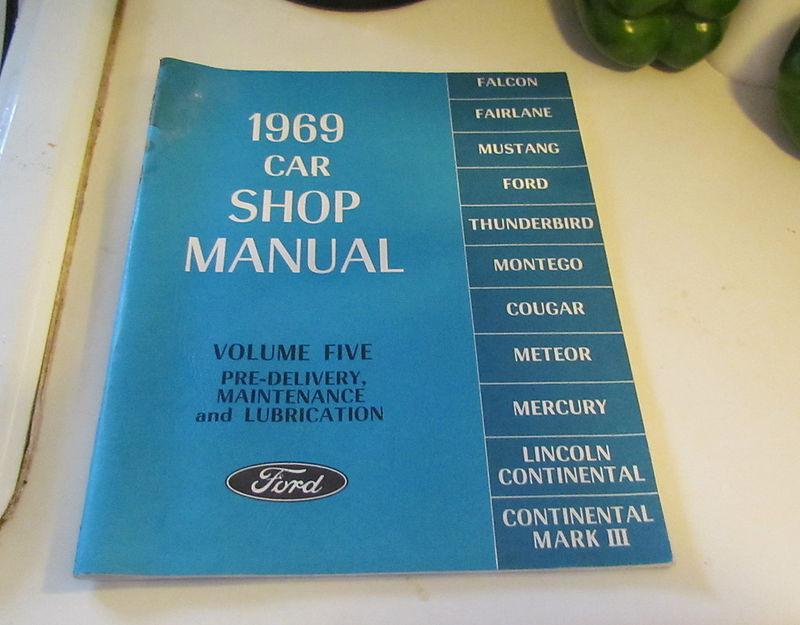 1969
CAR
SHOP
MANUAL
VOLUME FIVE
PRE-DELIVERY,
MAINTENANCE
and LUBRICATION
Ford
FALCON
FAIRLANE
MUSTANG
FORD
THUNDERBIRD
MONTEGO
COUGAR
METEOR
MERCURY
LINCOLN
CONTINENTAL
CONTINENTAL
MARK III